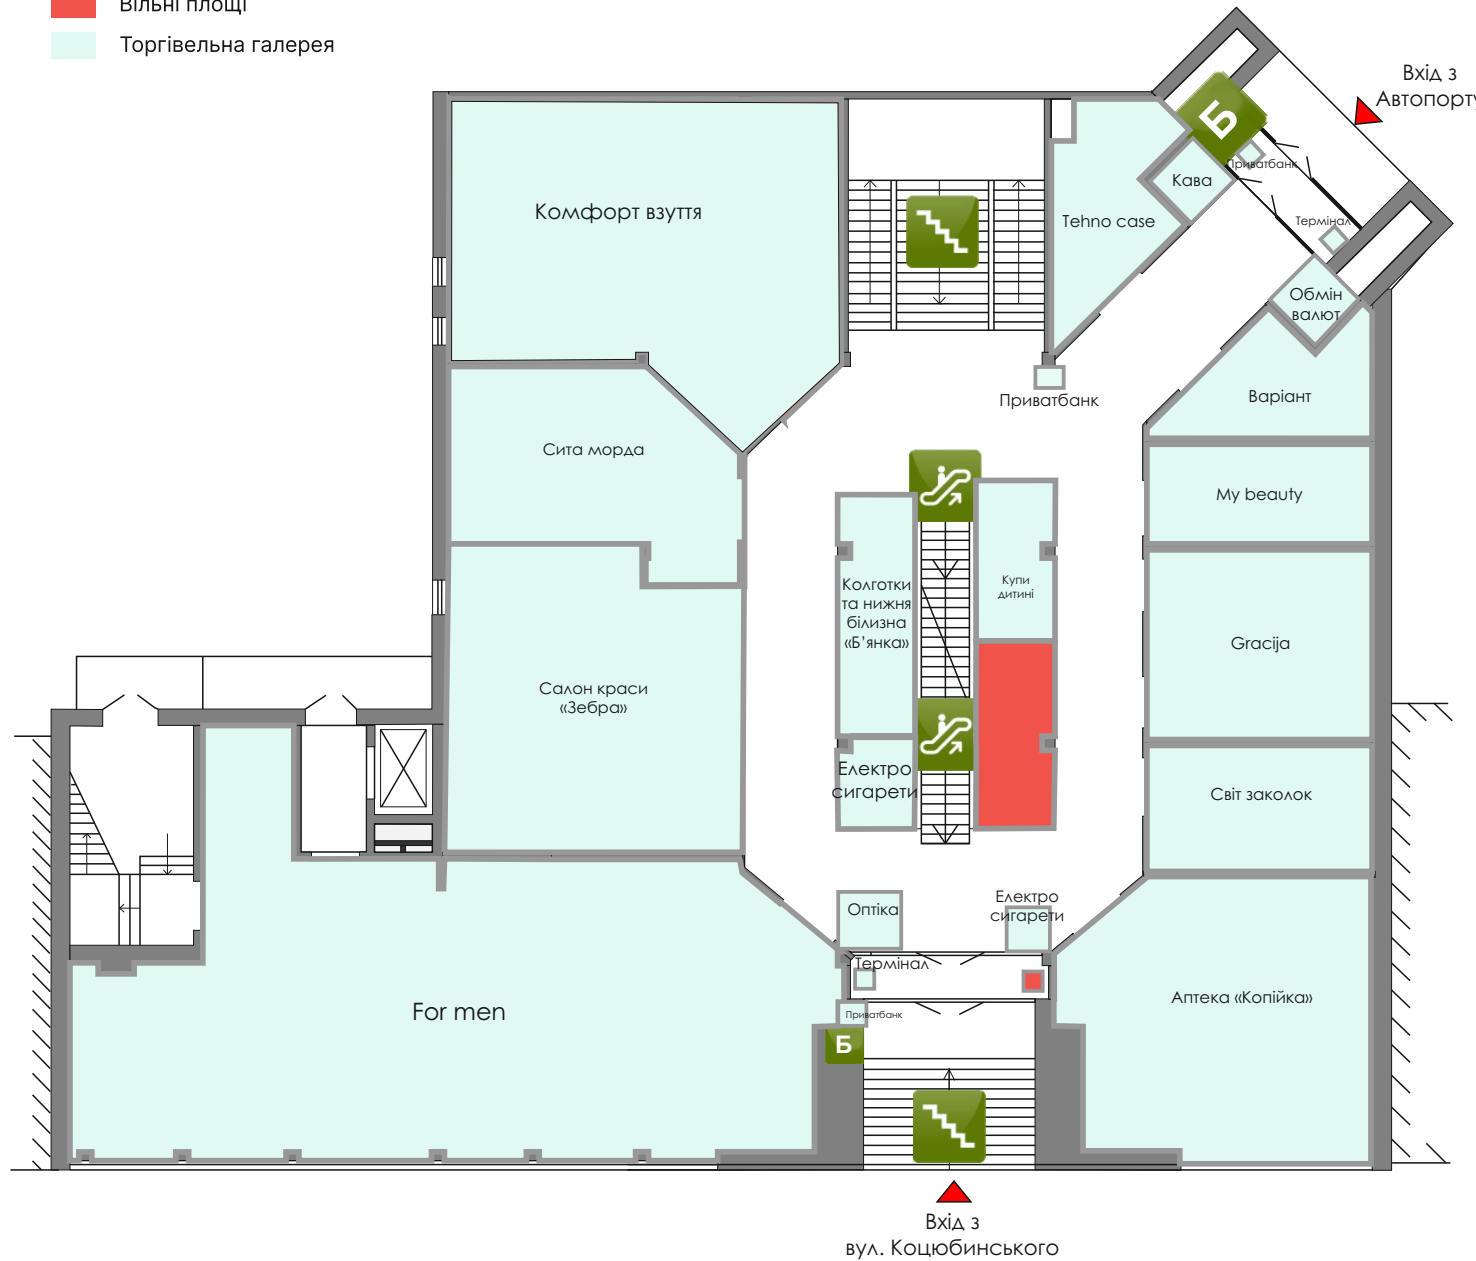 Вільні площі
Торгівельна галерея
Вхід з
Автопорту
Б
Приватбанк
Кава
Термінал
Tehno case
Комфорт взуття
Обмін
валют
Варіант
Приватбанк
Сита морда
My beauty
Купи
дитині
Колготки
та нижня
білизна
«Б'янка»
Gracija
Салон краси
«Зебра»
Електро
сигарети
Світ заколок
Оптіка
Електро
сигарети
Термінал
Аптека «Копійка»
For men
Приватбанк
Б
Вхід з
вул. Коцюбинського